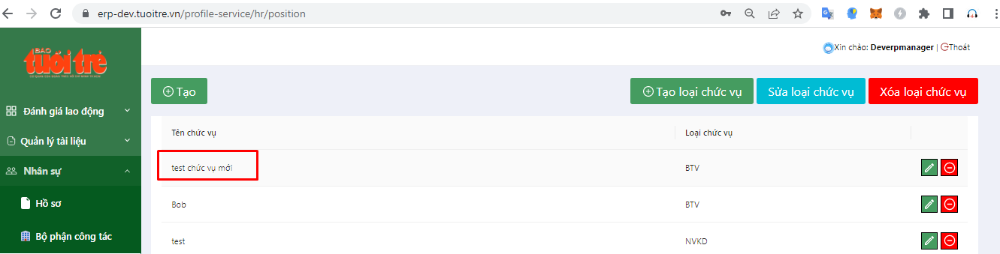 erp-dev.tuoitre.vn/profile-service/hr/position
BÁO
tuổi trẻ
Xin chào: Deverpmanager | Thoát
Tạo
Tạo loại chức vụ
Sửa loại chức vụ
Xóa loại chức vụ
Đánh giá lao động
Quản lý tài liệu
Nhân sự
Hồ sơ
Bộ phận công tác
Tên chức vụ
Loại chức vụ
test chức vụ mới
BTV
Bob
BTV
test
NVKD